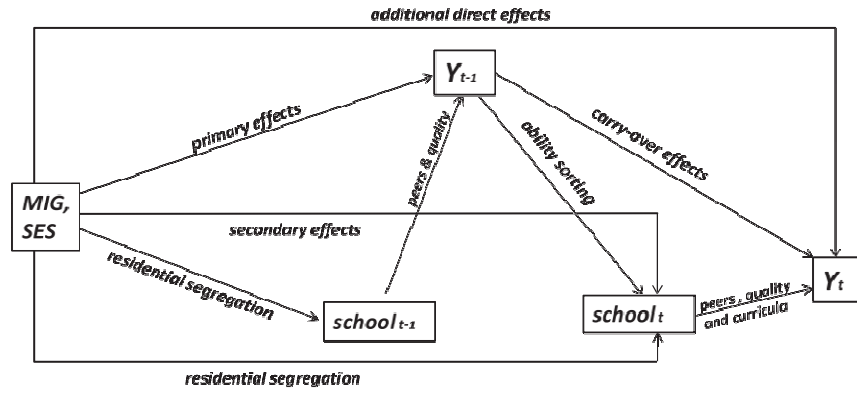 additional direct effects
Y t-1
primary effects
peers & quality
ability sorting
carry-over effects
MIG,
SES
secondary effects
residential segregation
Y t
peers, quality
and curricula
school t-1
school t
residential segregation